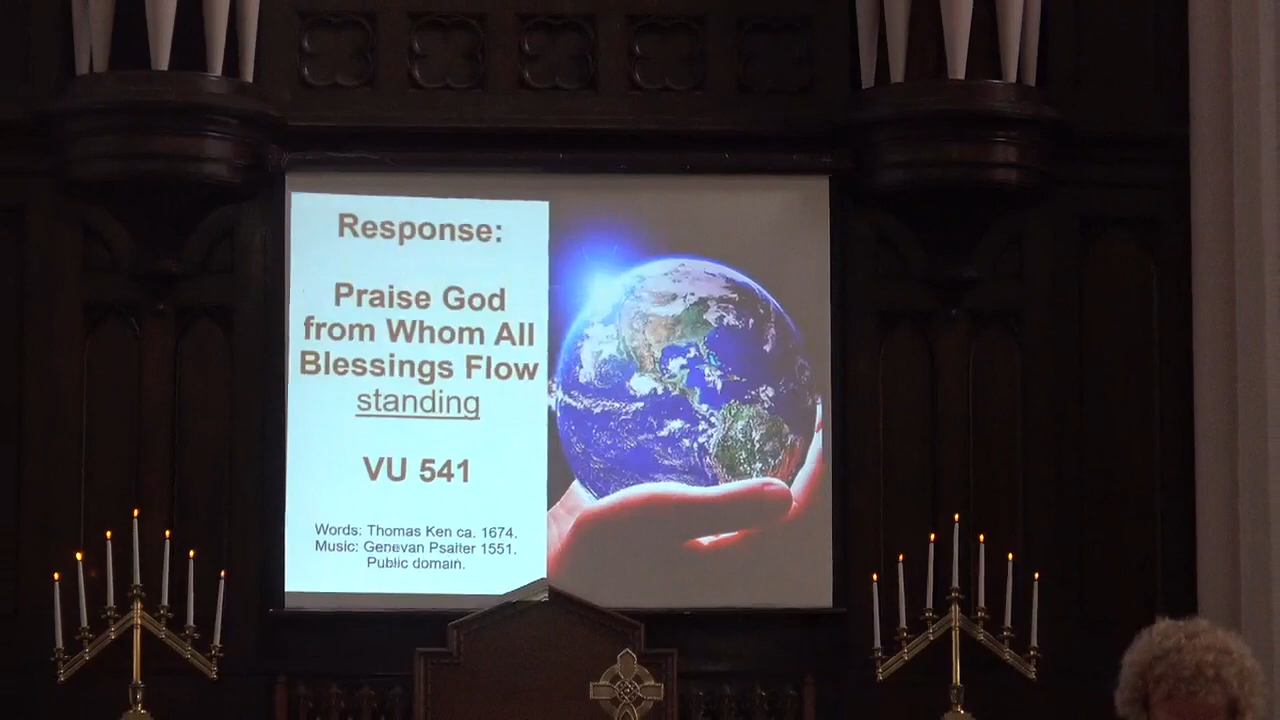 Response:
Praise God
from Whom All
Blessings Flow
standing
VU 541
Words: Thomas Ken ca. 1674.
Music: Genevan Psalter 1551.
Public domain.